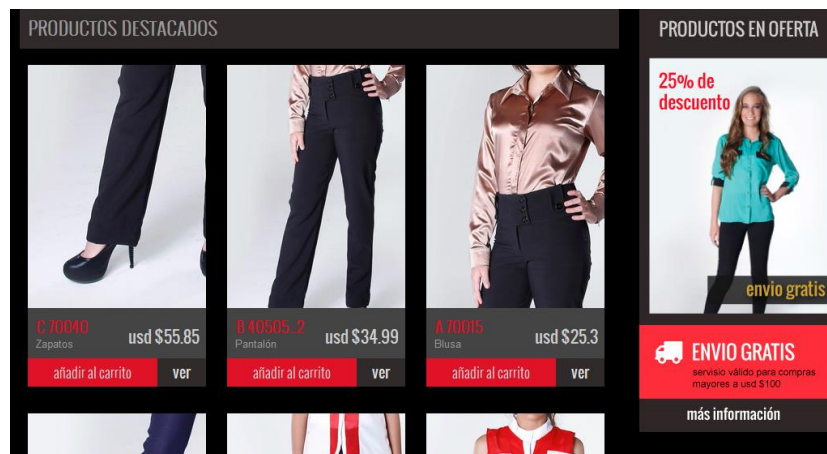 PRODUCTOS DESTACADOS
C 70040
Zapatos
usd $55.85
añadir al carrito
ver
B 40505_2
Pantalón
usd $34.99
añadir al carrito
ver
A 70015
Blusa
usd $25.3
añadir al carrito
ver
PRODUCTOS EN OFERTA
25% de
descuento
envio gratis
ENVIO GRATIS
servisio válido para compras
mayores a usd $100
más información